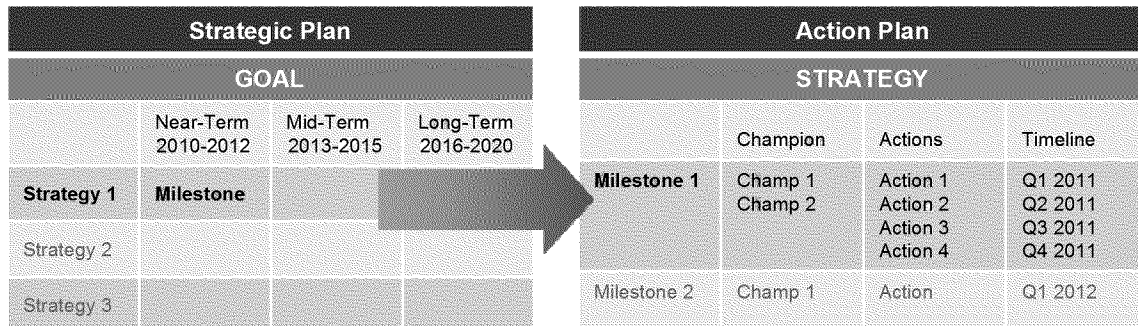 Strategic Plan
GOAL
Near-Term Mid-Term Long-Term
2010-2012 2013-2015 2016-2020
Strategy 1 Milestone
Strategy 2
Strategy 3
Action Plan
STRATEGY
Champion Actions Timeline
Milestone 1 Champ 1 Action 1 Q1 2011
Champ 2 Action 2 Q2 2011
Action 3 Q3 2011
Action 4 Q4 2011
Milestone 2 Champ 1 Action Q1 2012